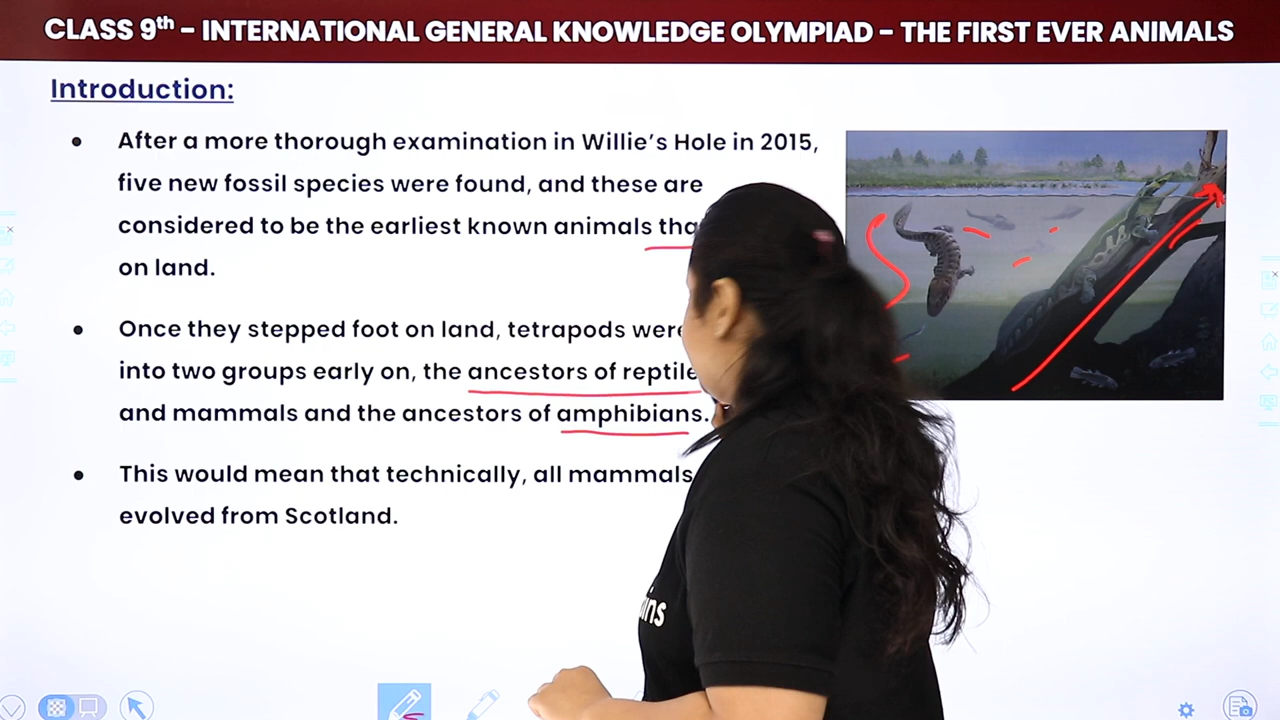 CLASS 9th – INTERNATIONAL GENERAL KNOWLEDGE OLYMPIAD – THE FIRST EVER ANIMALS
Introduction:
• After a more thorough examination in Willie's Hole in 2015,
five new fossil species were found, and these are
considered to be the earliest known animals
on land.
• Once they stepped foot on land, tetrapods were
into two groups early on, the ancestors of
and mammals and the ancestors of amphibians.
• This would mean that technically, all mammals
evolved from Scotland.